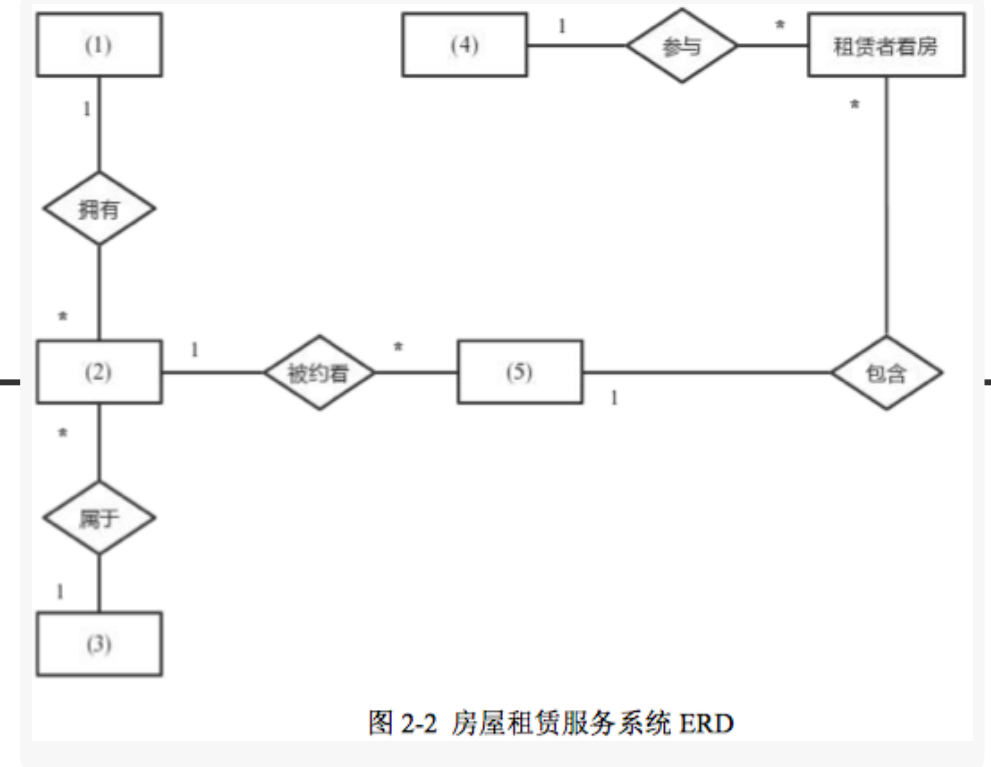 (1) (4) 1 参与 * 租赁者看房
1 *
拥有
*
(2) 1 被约看 * (5) 1 包含
*
属于
1
(3)
图 2-2 房屋租赁服务系统 ERD